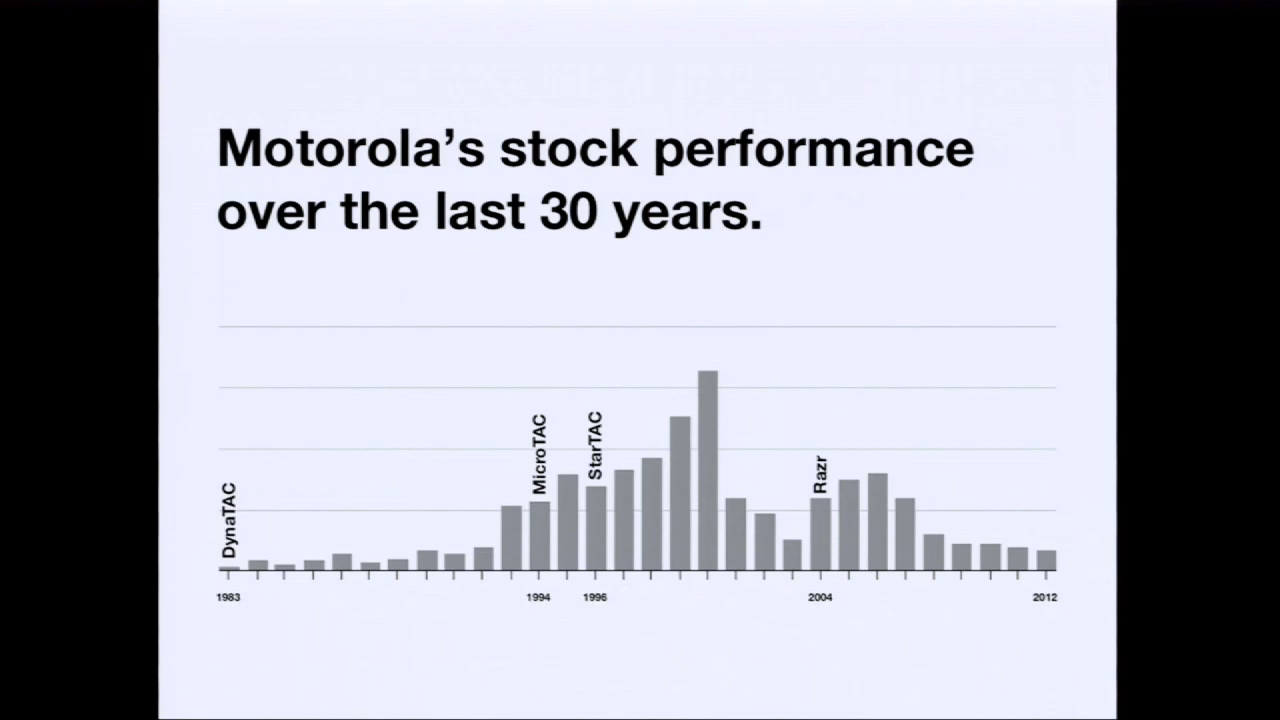 Motorola’s stock performance
over the last 30 years.
DynaTAC
MicroTAC
StarTAC
Razr
1983
1994
1996
2004
2012